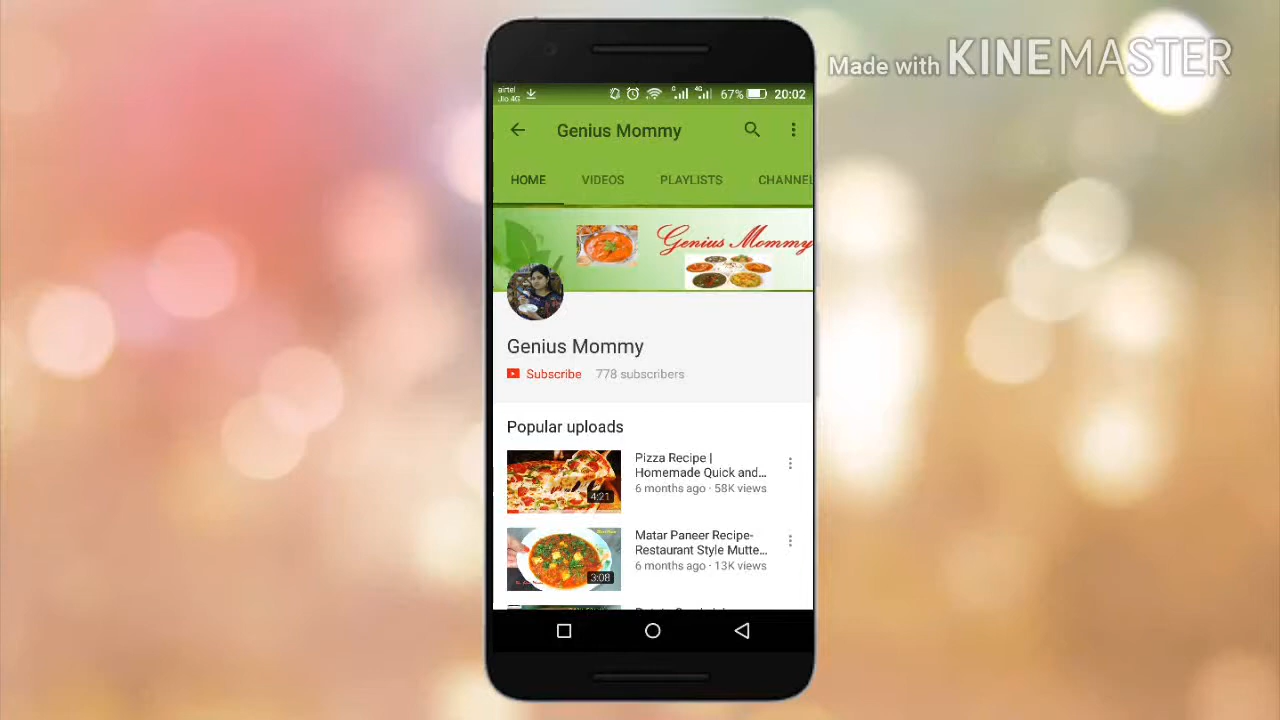 Made with KINEMASTER
airtel
Jio 4G
67% 20:02
Genius Mommy
HOME VIDEOS PLAYLISTS CHANNEL
Genius Mommy
Genius Mommy
Subscribe 778 subscribers
Popular uploads
Pizza Recipe |
Homemade Quick and...
6 months ago · 58K views
4:21
Matar Paneer Recipe-
Restaurant Style Mutte...
6 months ago · 13K views
3:08